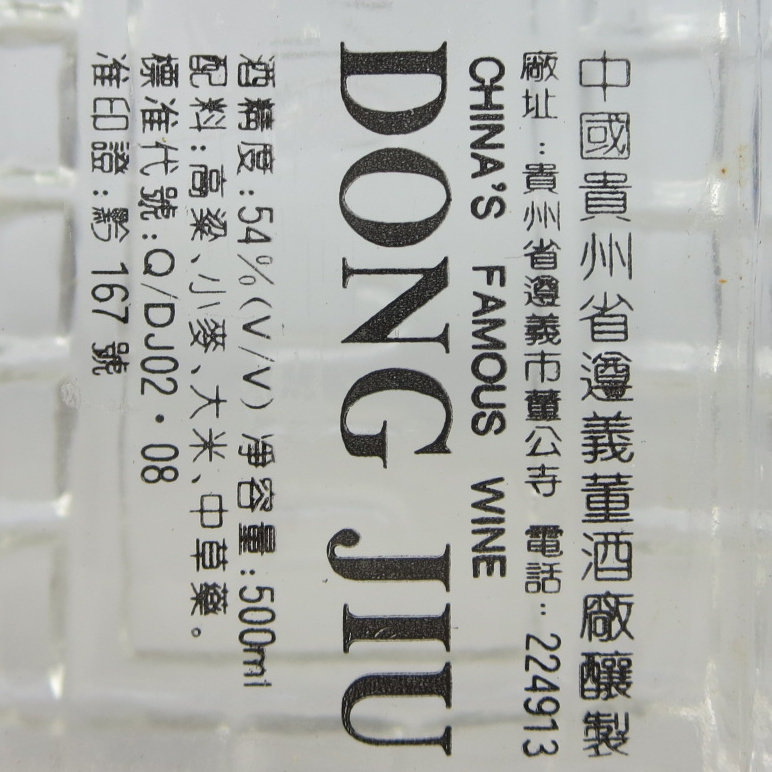 中國貴州省遵義董酒廠釀製
廠址：貴州省遵義市董公寺 電話：224913
CHINA'S FAMOUS WINE
DONG JIU
酒精度:54%(V/V) 淨容量:500ml
配料:高粱、小麥、大米、中草藥。
標准代號:Q/DJ02·08
准印證:黔167號